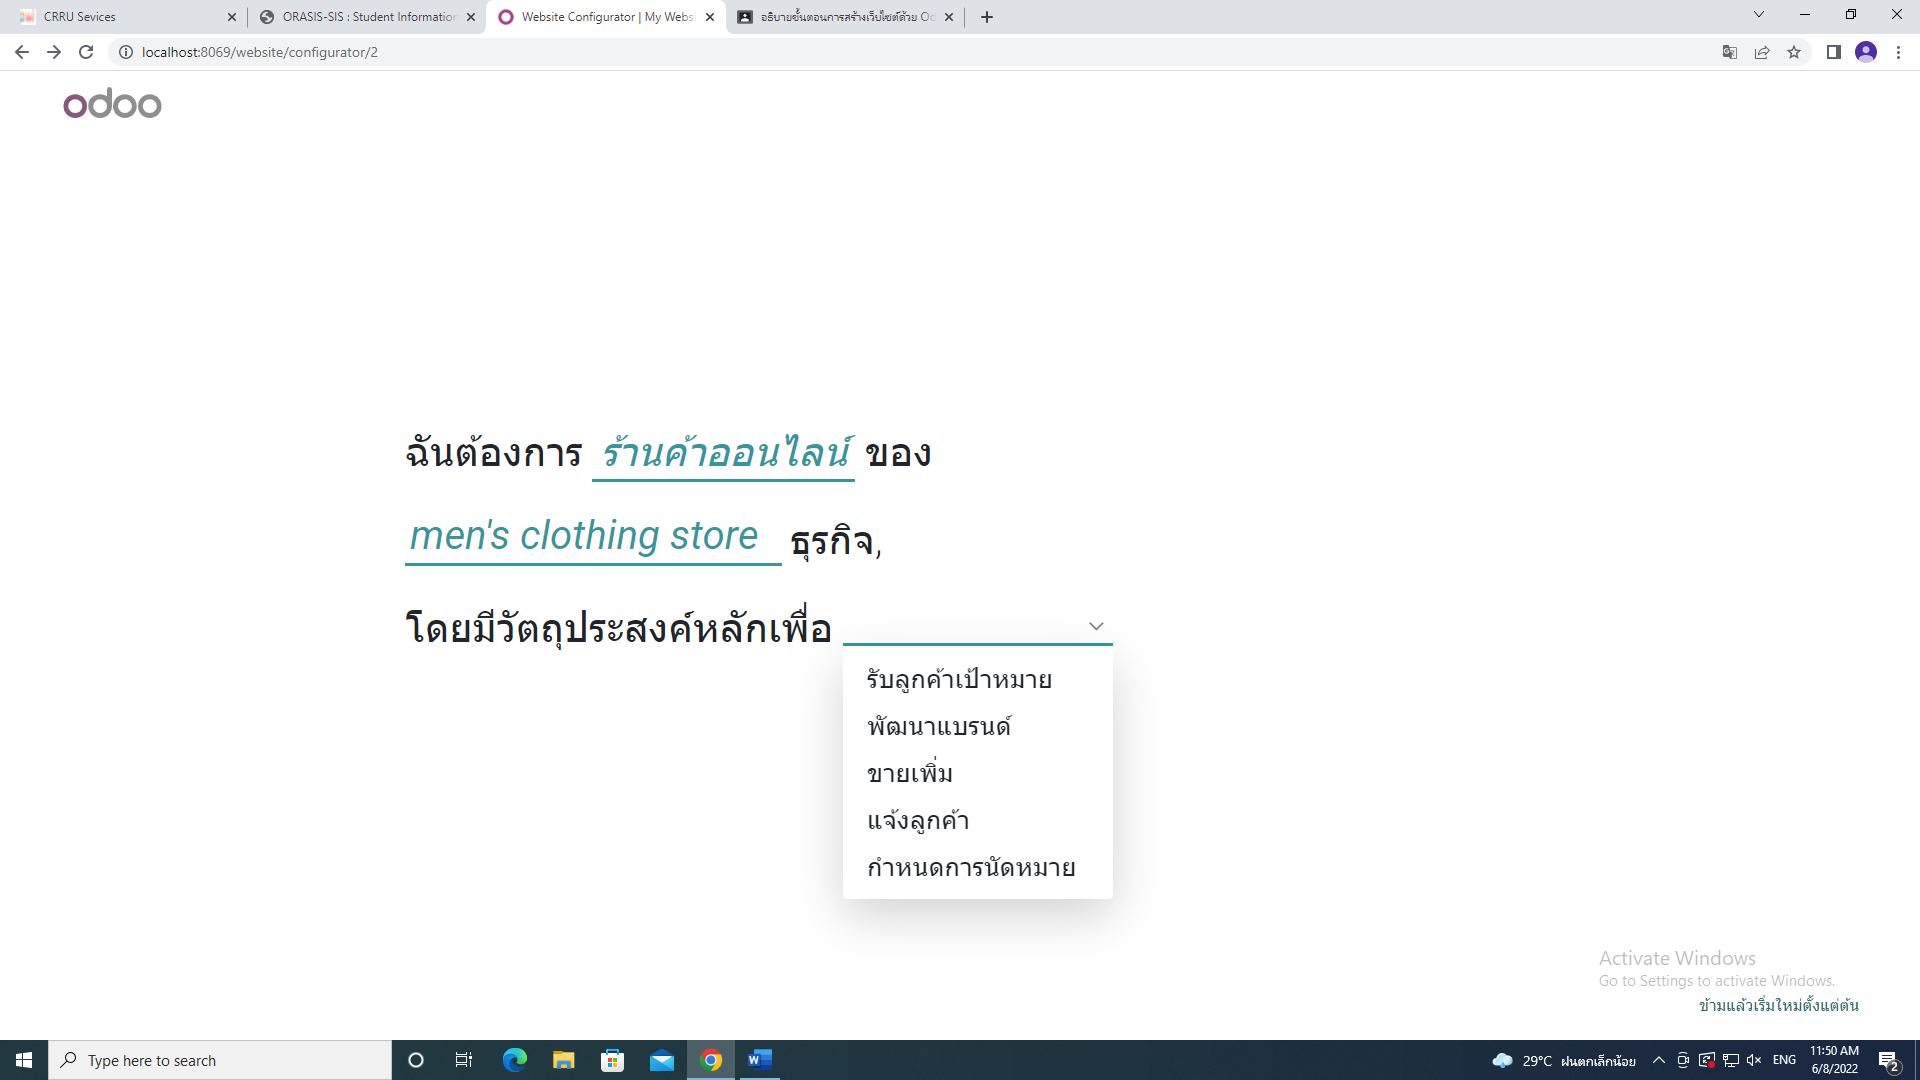 CRRU Sevices
ORASIS-SIS : Student Information
Website Configurator | My Websi
อธิบายขั้นตอนการสร้างเว็บไซต์ด้วย Od
localhost:8069/website/configurator/2
odoo
ฉันต้องการ ร้านค้าออนไลน์ ของ
men's clothing store ธุรกิจ,
โดยมีวัตถุประสงค์หลักเพื่อ
รับลูกค้าเป้าหมาย
พัฒนาแบรนด์
ขายเพิ่ม
แจ้งลูกค้า
กำหนดการนัดหมาย
Activate Windows
Go to Settings to activate Windows.
ข้ามแล้วเริ่มใหม่ตั้งแต่ต้น
Type here to search
29°C ฝนตกเล็กน้อย
ENG
11:50 AM
6/8/2022
2